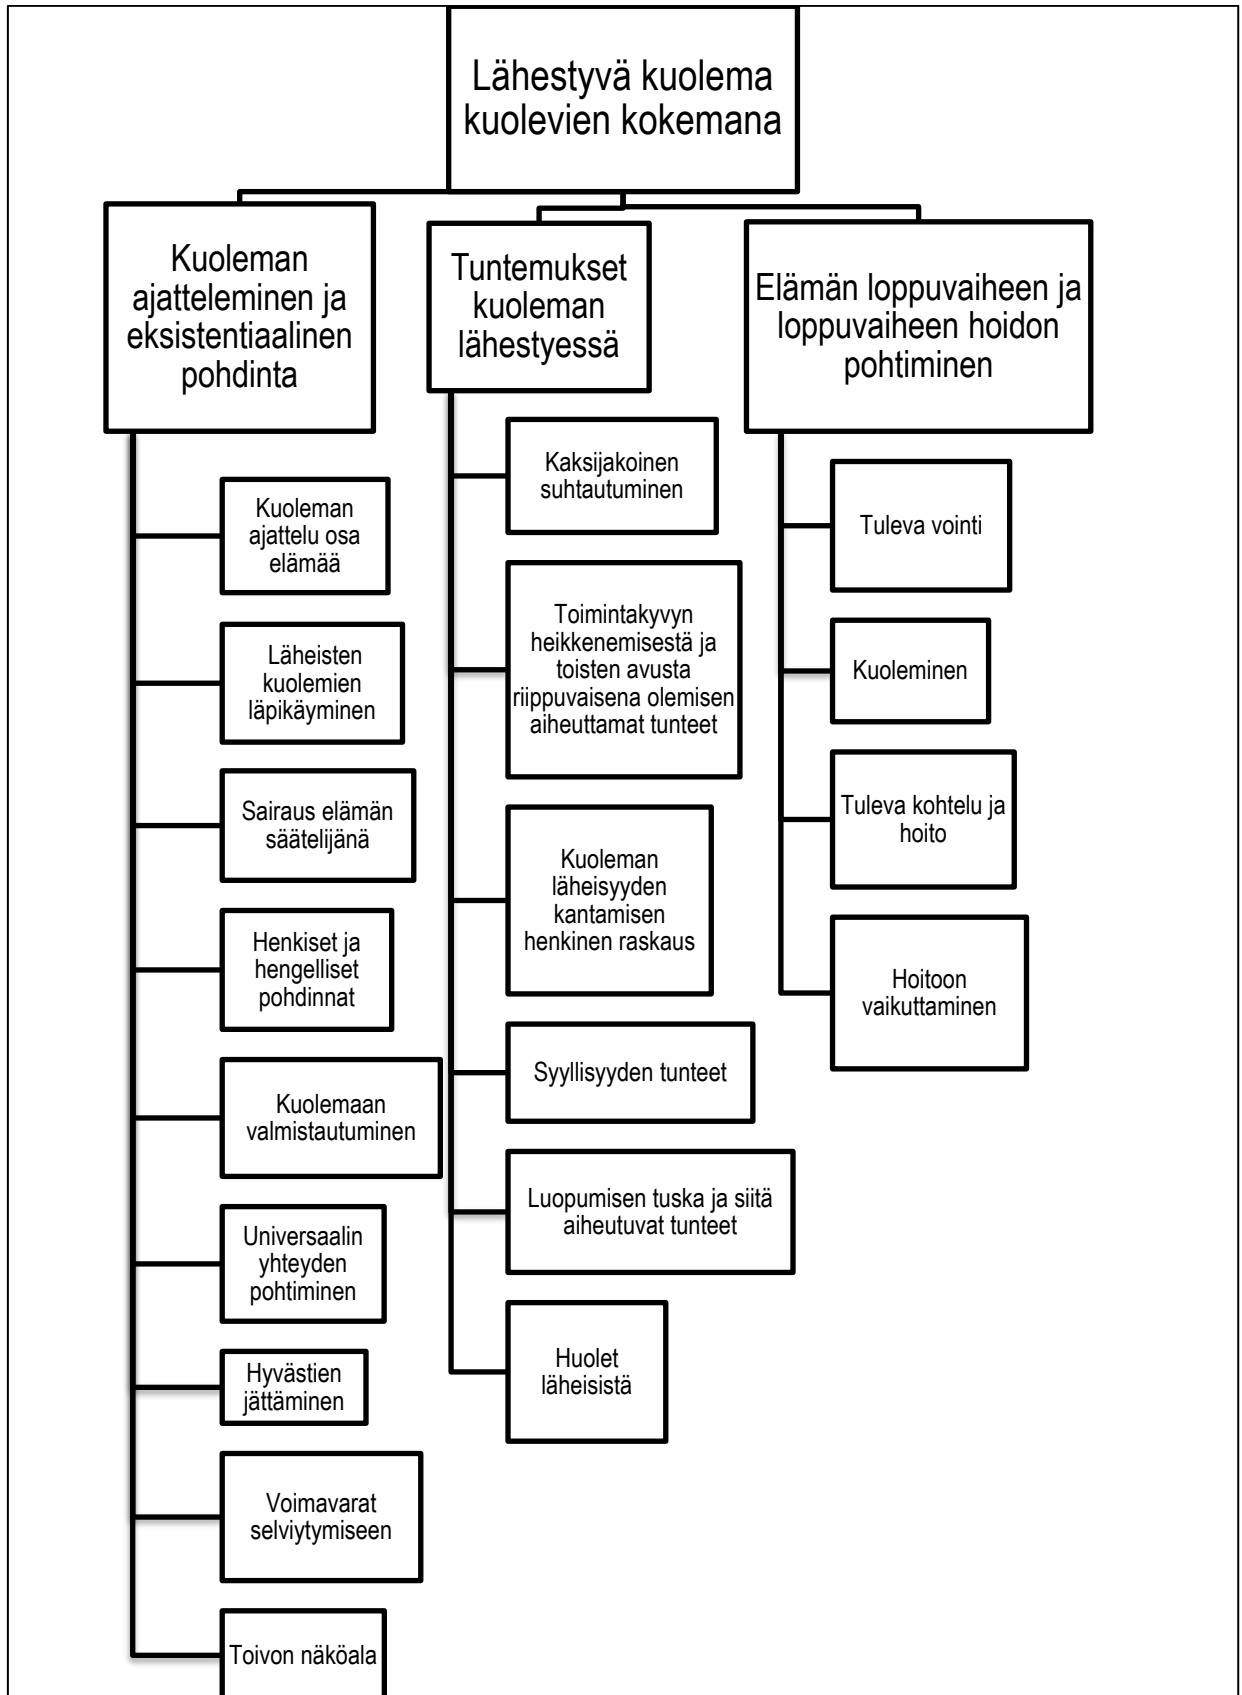 Lähestyvä kuolema
kuolevien kokemana
Kuoleman
ajatteleminen ja
eksistentiaalinen
pohdinta
Kuoleman
ajattelu osa
elämää
Läheisten
kuolemien
läpikäyminen
Sairaus elämän
säätelijänä
Henkiset ja
hengelliset
pohdinnat
Kuolemaan
valmistautuminen
Universaalin
yhteyden
pohtiminen
Hyvästien
jättäminen
Voimavarat
selviytymiseen
Toivon näköala
Tuntemukset
kuoleman
lähestyessä
Kaksijakoinen
suhtautuminen
Toimintakyvyn
heikkenemisestä ja
toisten avusta
riippuvaisena olemisen
aiheuttamat tunteet
Kuoleman
läheisyyden
kantamisen
henkinen raskaus
Syyllisyyden tunteet
Luopumisen tuska ja siitä
aiheutuvat tunteet
Huolet
läheisistä
Elämän loppuvaiheen ja
loppuvaiheen hoidon
pohtiminen
Tuleva vointi
Kuoleminen
Tuleva kohtelu ja
hoito
Hoitoon
vaikuttaminen